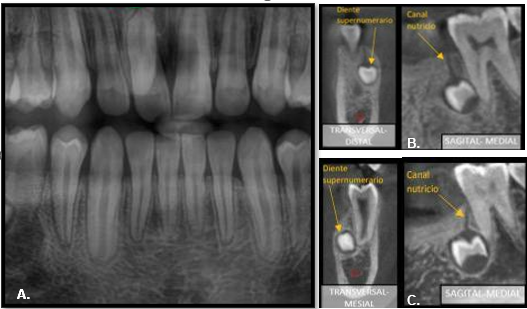 A.
Diente
supernumerario
TRANSVERSAL-
DISTAL
Canal
nutricio
B.
SAGITAL- MEDIAL
Diente
supernumerario
TRANSVERSAL-
MESIAL
Canal
nutricio
C.
SAGITAL-MEDIAL